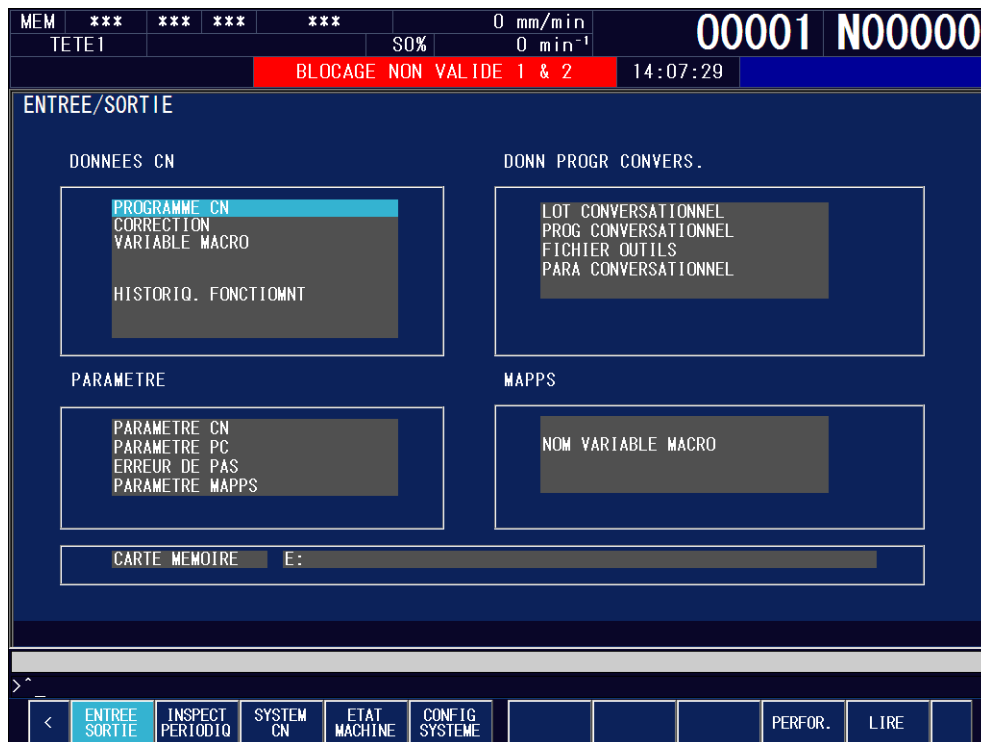 MEM *** *** *** *** 0 mm/min 00001 N00000
TETE1 S0% 0 min⁻¹
BLOCAGE NON VALIDE 1 & 2 14:07:29
ENTREE/SORTIE
DONNEES CN
PROGRAMME CN
CORRECTION
VARIABLE MACRO
HISTORIQ. FONCTIOMNT
DONN PROGR CONVERS.
LOT CONVERSATIONNEL
PROG CONVERSATIONNEL
FICHIER OUTILS
PARA CONVERSATIONNEL
PARAMETRE
PARAMETRE CN
PARAMETRE PC
ERREUR DE PAS
PARAMETRE MAPPS
MAPPS
NOM VARIABLE MACRO
CARTE MEMOIRE E:
>^_
< ENTREE INSPECT SYSTEM ETAT CONFIG PERFOR. LIRE
SORTIE PERIODIQ CN MACHINE SYSTEME